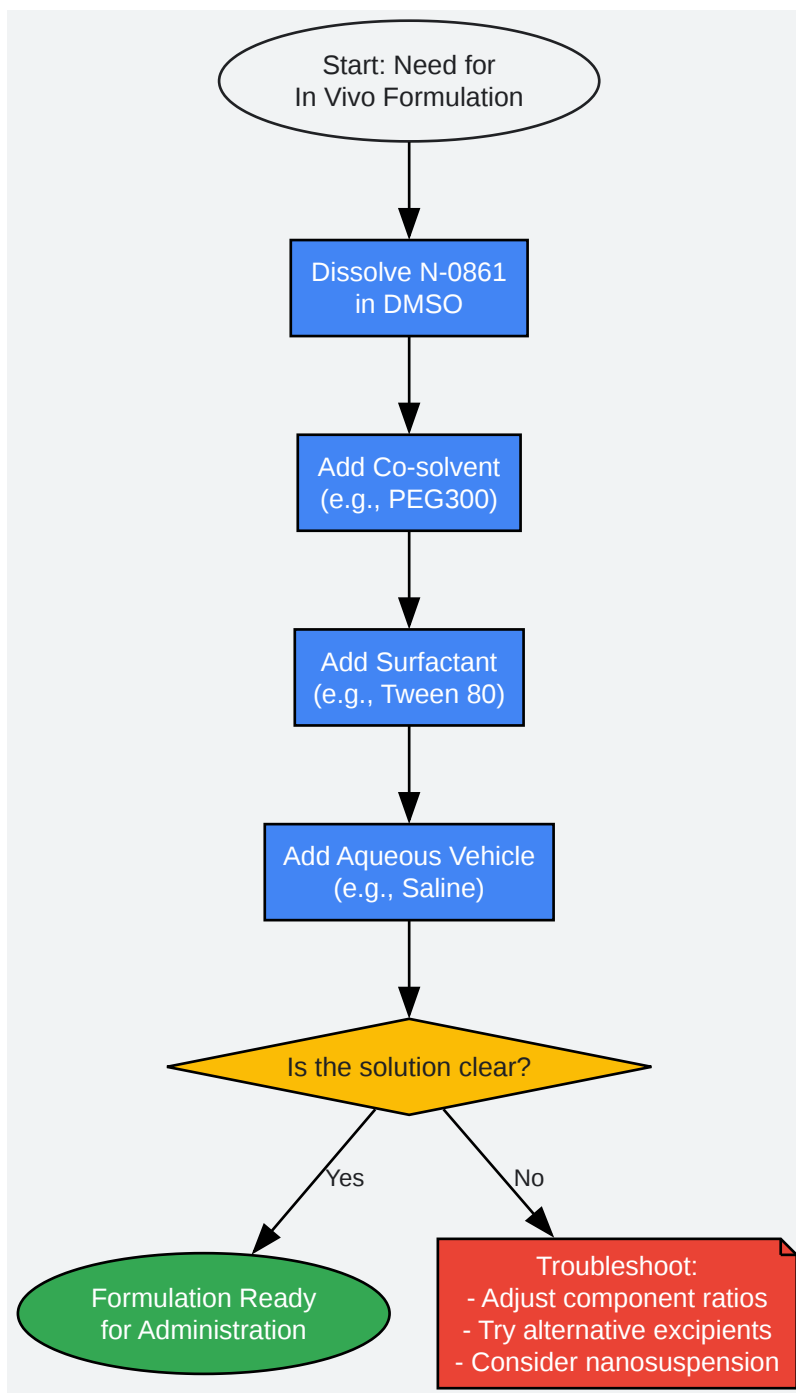 Start: Need for
In Vivo Formulation
Dissolve N-0861
in DMSO
Add Co-solvent
(e.g., PEG300)
Add Surfactant
(e.g., Tween 80)
Add Aqueous Vehicle
(e.g., Saline)
Is the solution clear?
Yes
No
Formulation Ready
for Administration
Troubleshoot:
- Adjust component ratios
- Try alternative excipients
- Consider nanosuspension